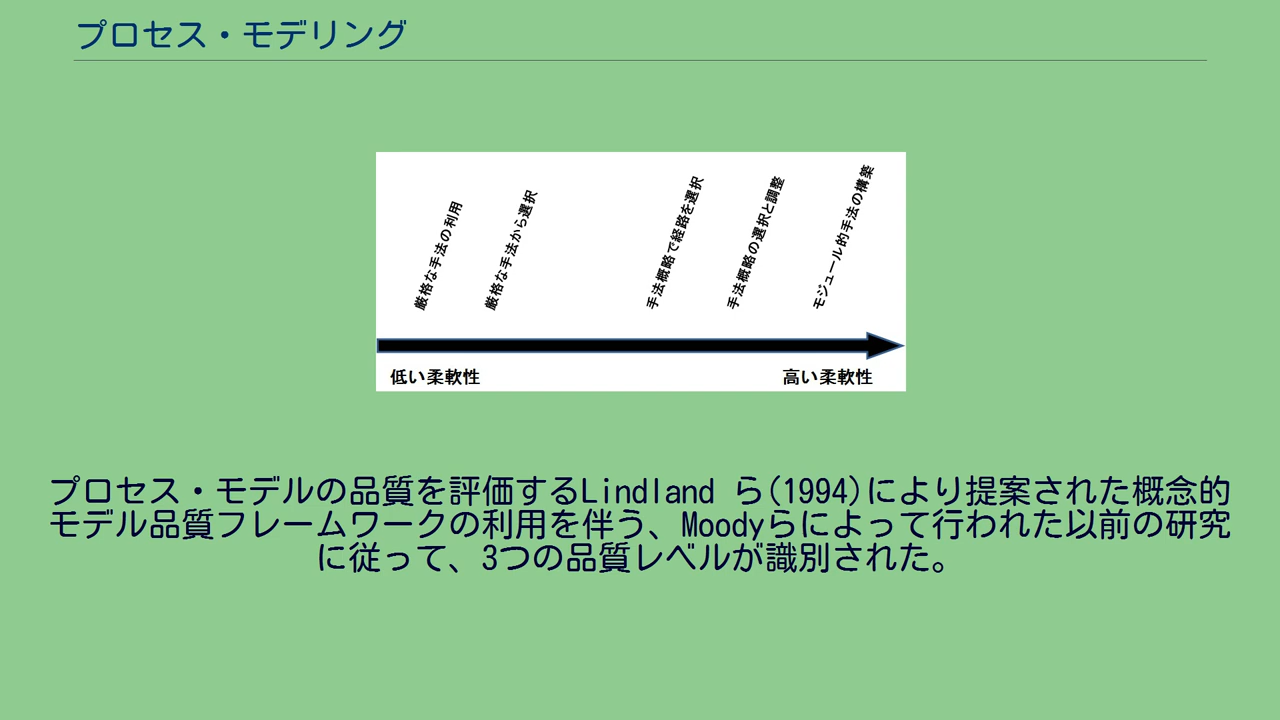 プロセス・モデリング
厳格な手法の利用
厳格な手法から選択
手法概略で経路を選択
手法概略の選択と調整
モジュール的手法の構築
低い柔軟性
高い柔軟性
プロセス・モデルの品質を評価するLindland ら(1994)により提案された概念的
モデル品質フレームワークの利用を伴う、Moodyらによって行われた以前の研究
に従って、3つの品質レベルが識別された。